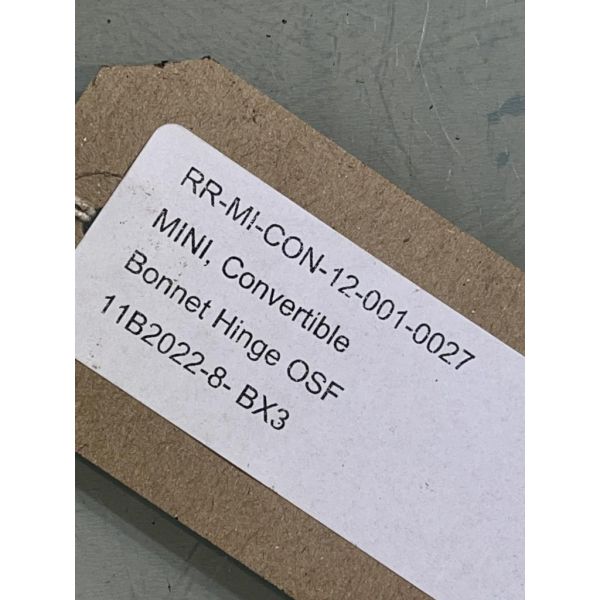 RR-MI-CON-12-001-0027
MINI, Convertible
Bonnet Hinge OSF
11B2022-8- BX3